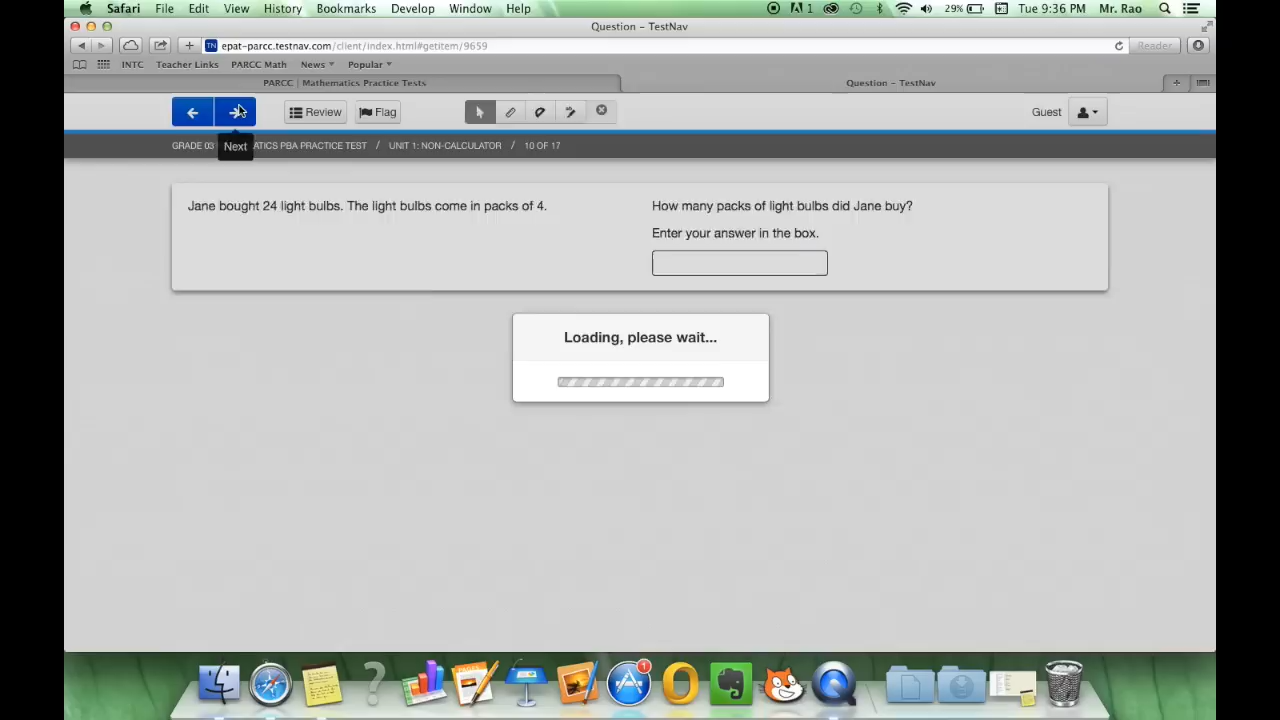 Safari File Edit View History Bookmarks Develop Window Help 1 29% Tue 9:36 PM Mr. Rao
Question – TestNav
TN epat-parcc.testnav.com/client/index.html#getitem/9659 Reader
INTC Teacher Links PARCC Math News Popular
PARCC | Mathematics Practice Tests Question – TestNav
Review Flag Guest
Next
GRADE 03 ATICS PBA PRACTICE TEST / UNIT 1: NON-CALCULATOR / 10 OF 17
Jane bought 24 light bulbs. The light bulbs come in packs of 4.
How many packs of light bulbs did Jane buy?
Enter your answer in the box.
Loading, please wait...
1